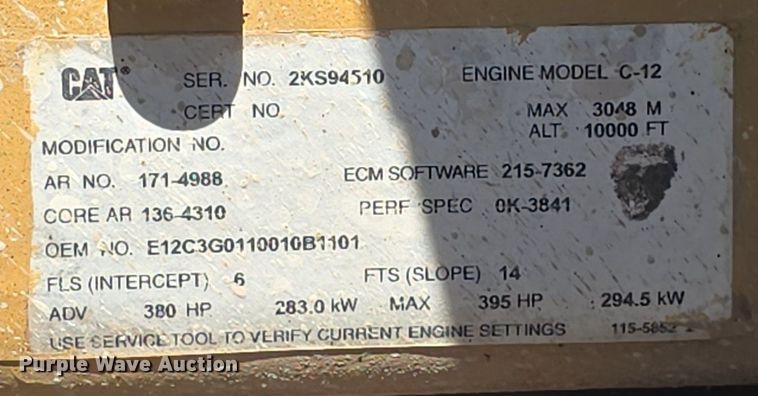 CAT® SER. NO. 2KS94510 ENGINE MODEL C-12
CERT NO MAX 3048 M
ALT 10000 FT
MODIFICATION NO.
AR NO. 171-4988 ECM SOFTWARE 215-7362
CORE AR 136-4310 PERF SPEC 0K-3841
OEM NO. E12C3G0110010B1101
FLS (INTERCEPT) 6 FTS (SLOPE) 14
ADV 380 HP 283.0 kW MAX 395 HP 294.5 kW
USE SERVICE TOOL TO VERIFY CURRENT ENGINE SETTINGS 115-5852
Purple Wave Auction